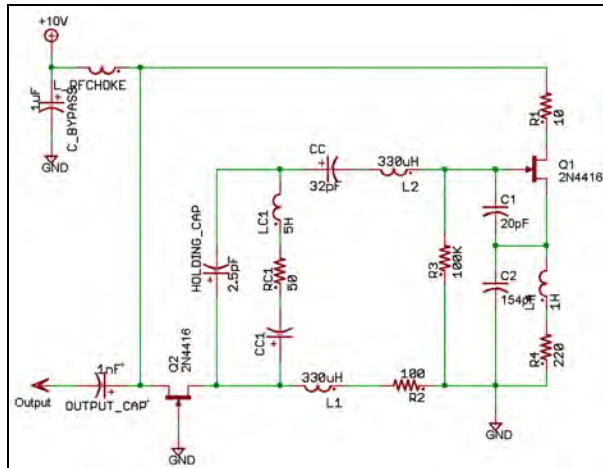 +10V
L_RFCHOKE
1uF
C_BYPASS
GND
R1
10
Q1
2N4416
CC
32pF
330uH
L2
C1
20pF
LC1
5H
HOLDING_CAP
2.5pF
RC1
50
R3
100K
C2
154pF
1H
CC1
Q2
2N4416
R4
220
1nF
OUTPUT_CAP
Output
330uH
L1
100
R2
GND
GND